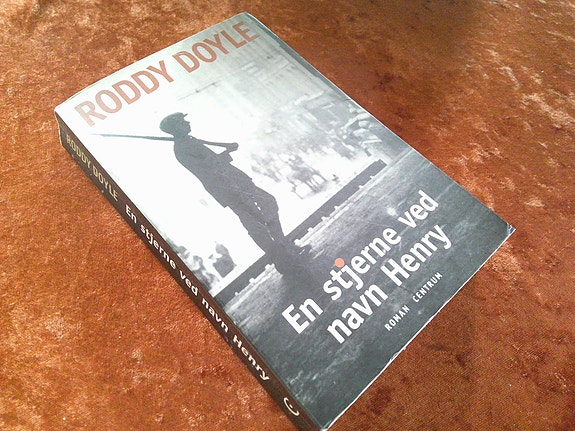 RODDY DOYLE
En stjerne ved
navn Henry
ROMAN CENTRUM
RODDY DOYLE En stjerne ved navn Henry